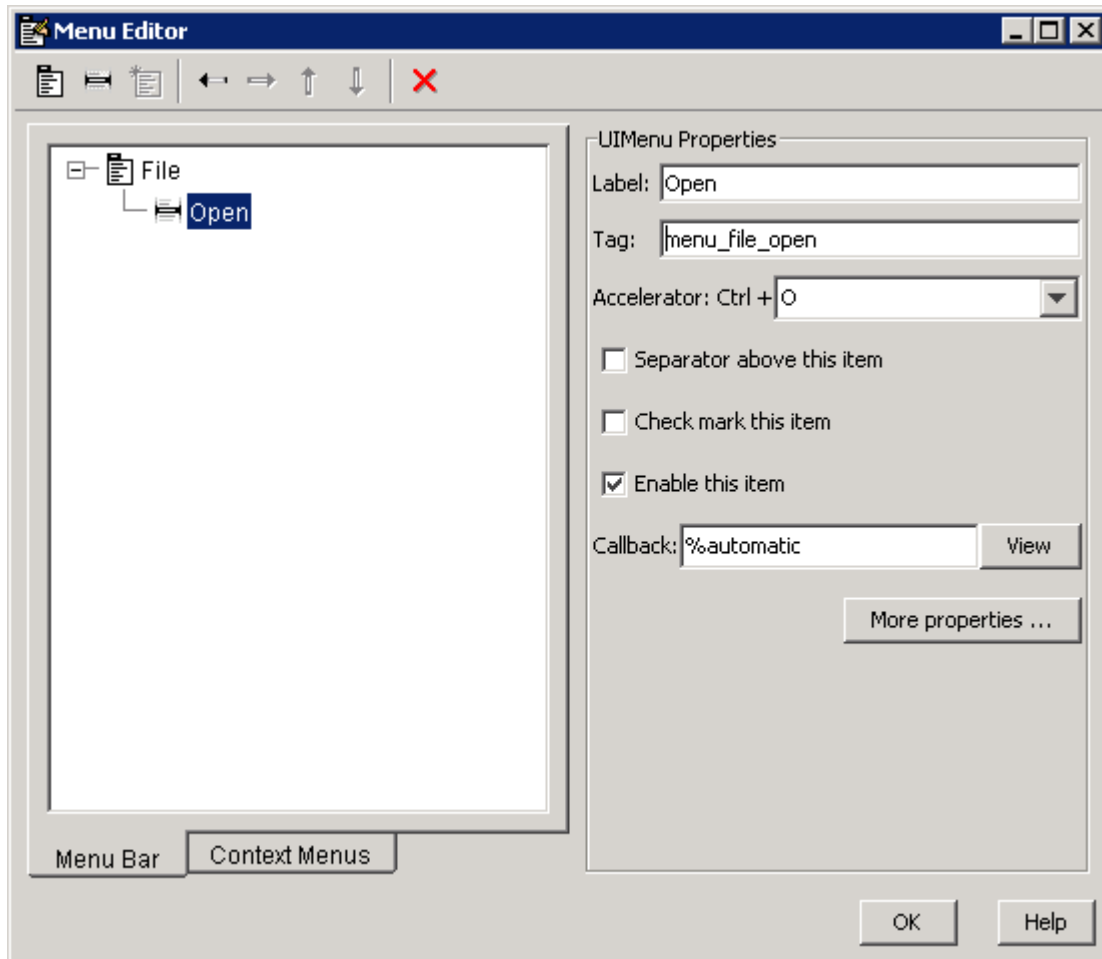 Menu Editor
File
Open
UIMenu Properties
Label: Open
Tag: menu_file_open
Accelerator: Ctrl + O
Separator above this item
Check mark this item
Enable this item
Callback: %automatic View
More properties ...
Menu Bar Context Menus
OK Help